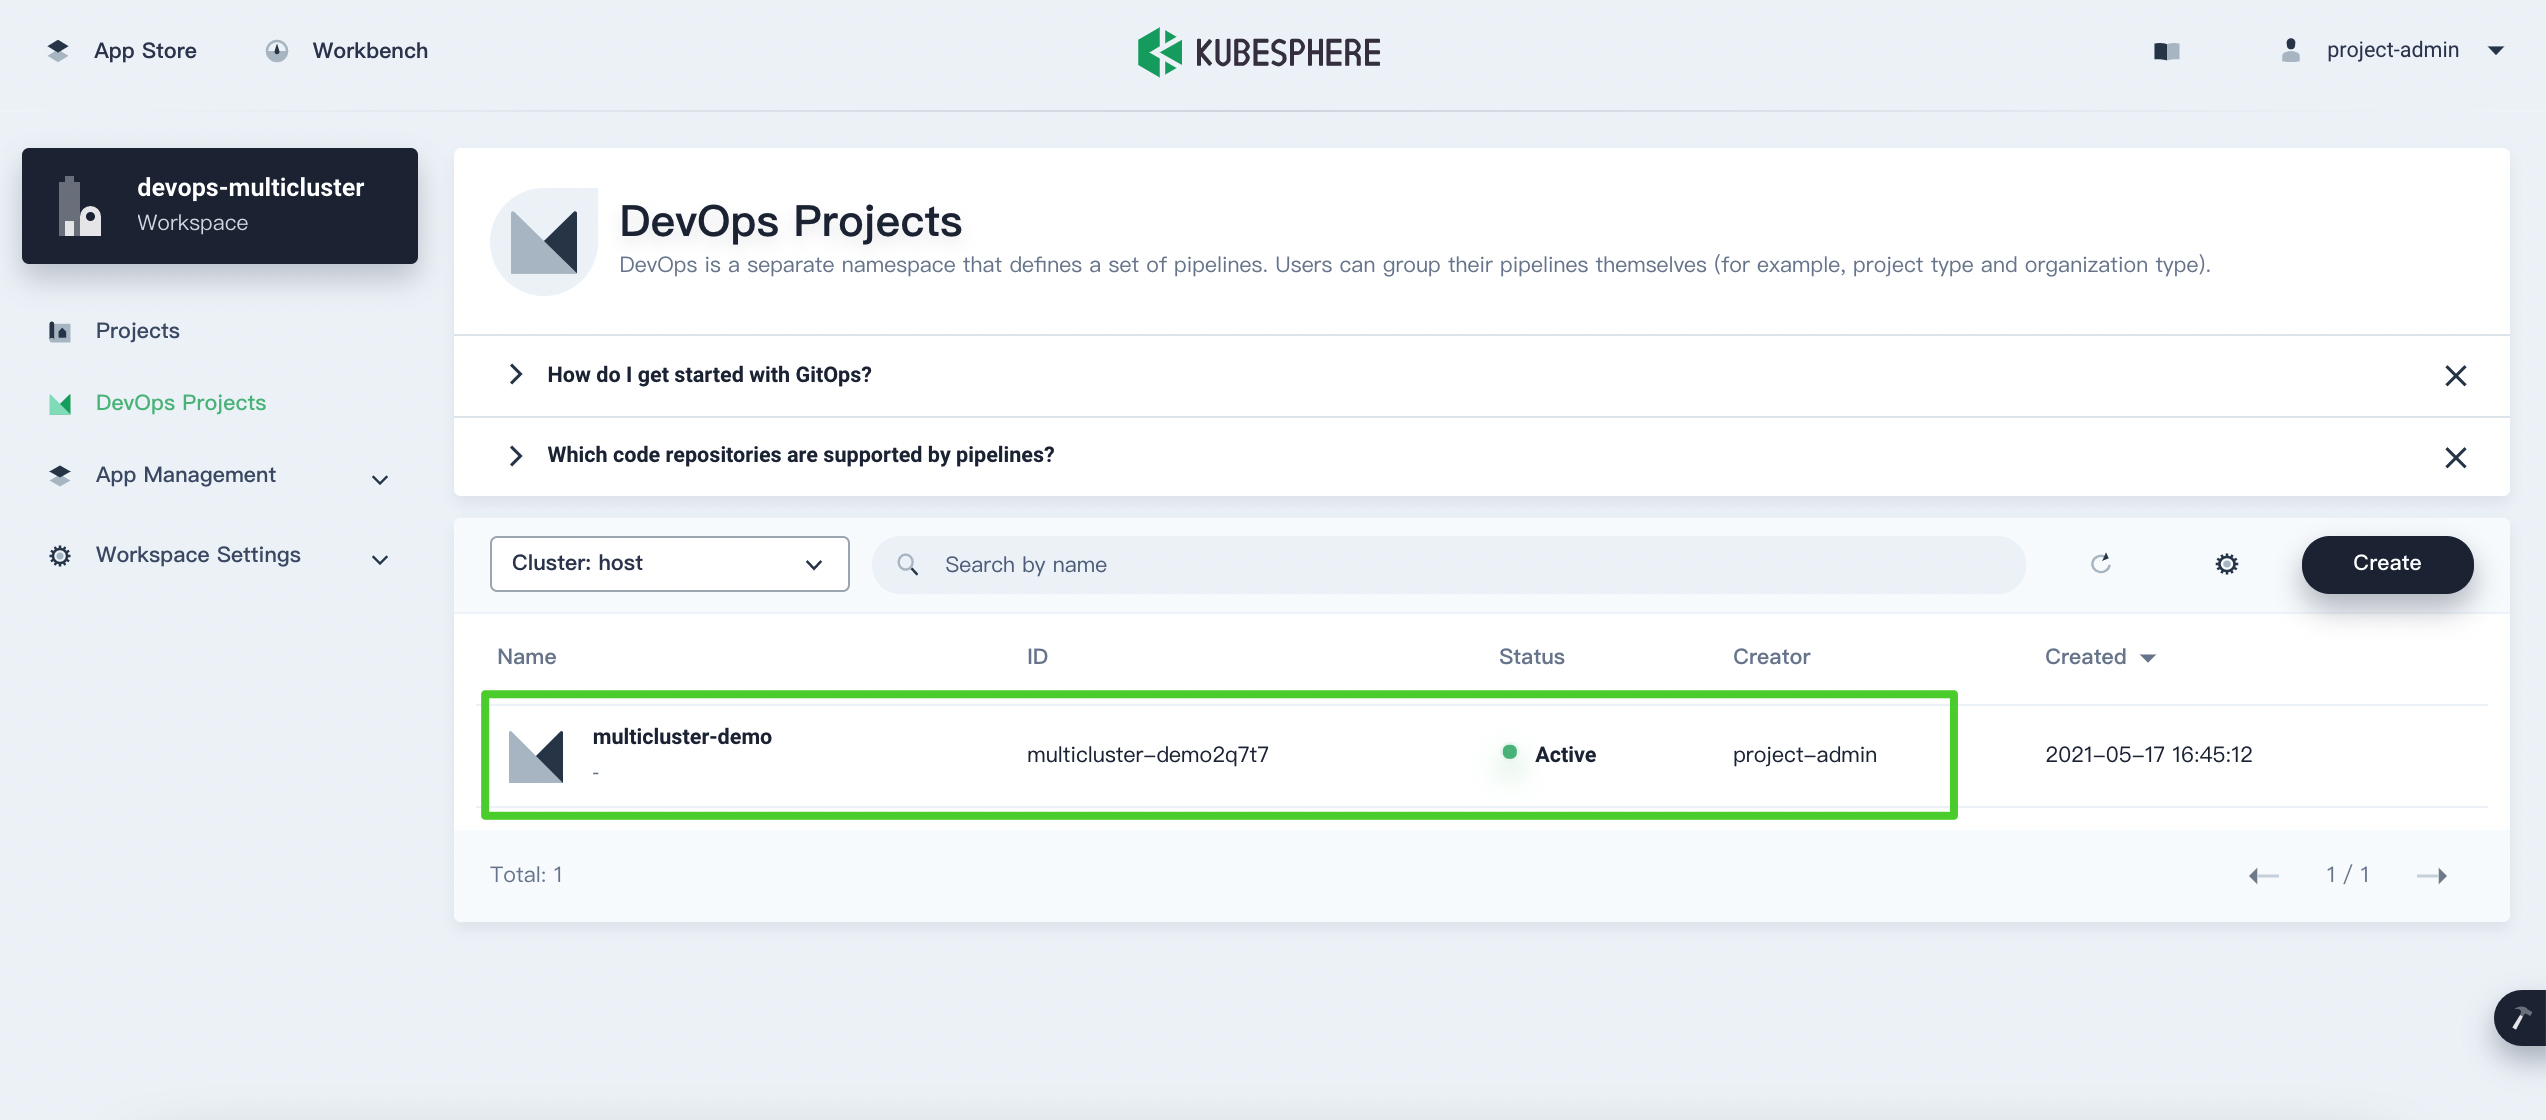 App Store
Workbench
KUBESPHERE
project-admin
devops-multicluster
Workspace
Projects
DevOps Projects
App Management
Workspace Settings
DevOps Projects
DevOps is a separate namespace that defines a set of pipelines. Users can group their pipelines themselves (for example, project type and organization type).
How do I get started with GitOps?
Which code repositories are supported by pipelines?
Cluster: host
Search by name
Create
Name
ID
Status
Creator
Created
multicluster-demo
-
multicluster-demo2q7t7
Active
project-admin
2021-05-17 16:45:12
Total: 1
1 / 1